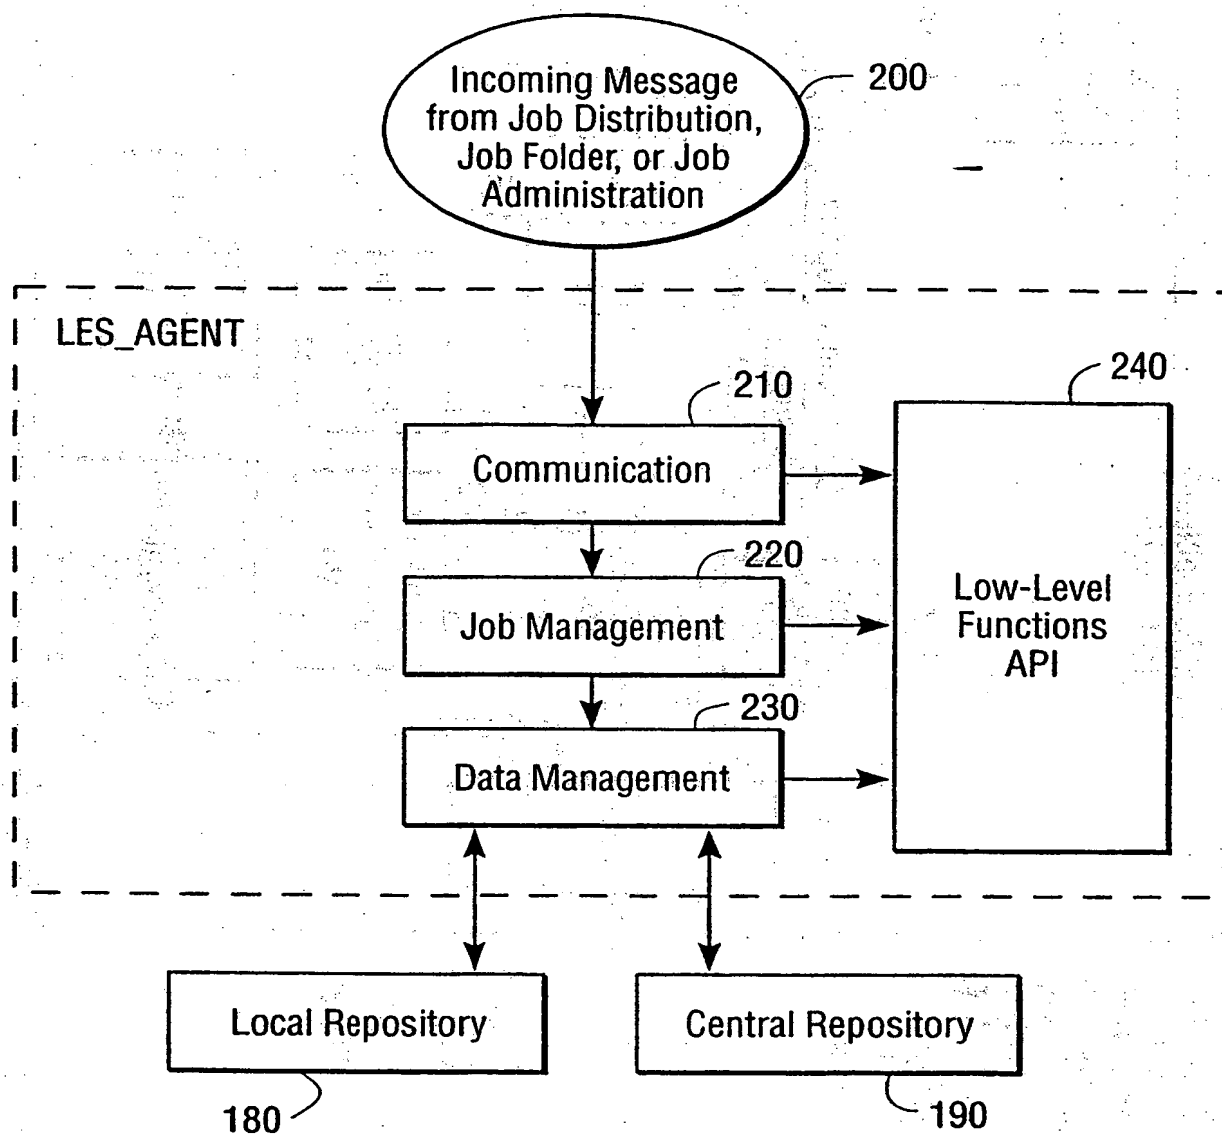 Incoming Message
from Job Distribution,
Job Folder, or Job
Administration
200
LES_AGENT
210
Communication
240
220
Job Management
Low-Level
Functions
API
230
Data Management
Local Repository
Central Repository
180
190